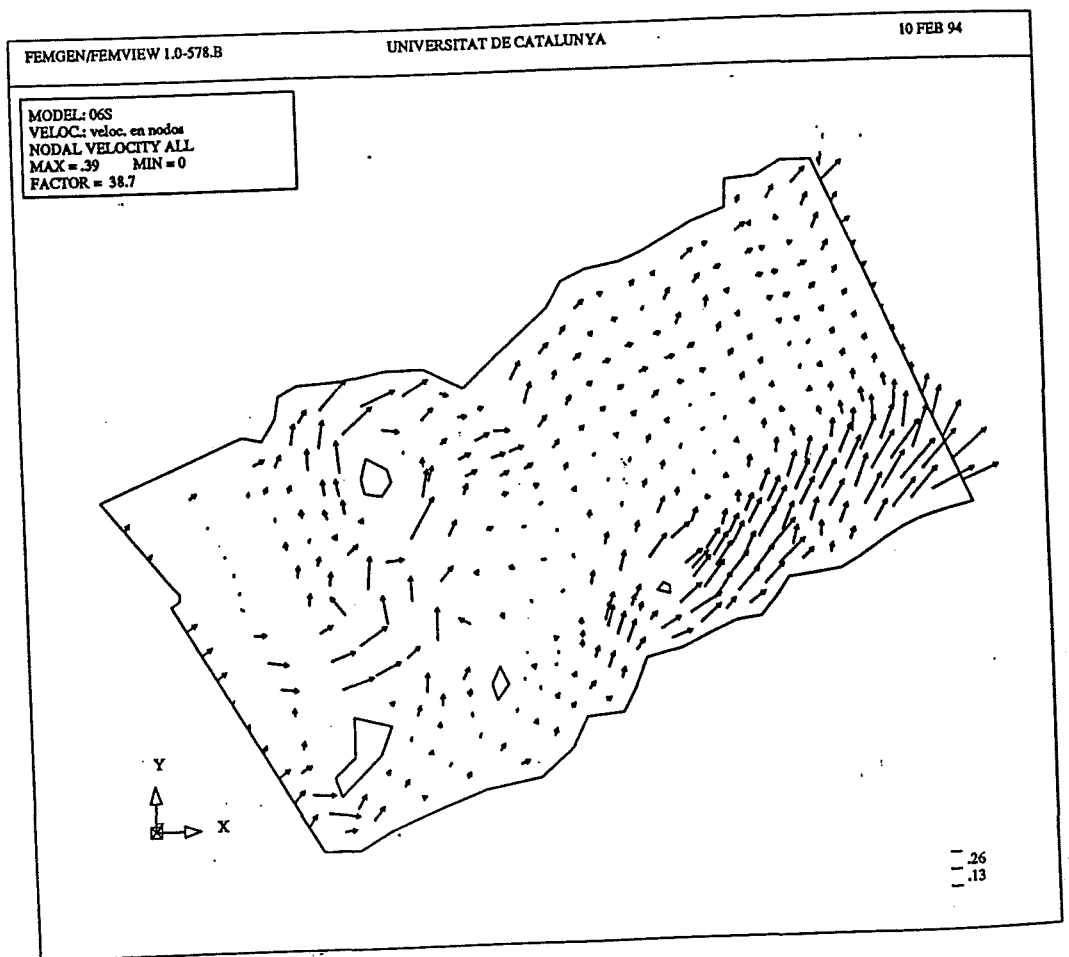 FEMGEN/FEMVIEW 1.0-578.B
UNIVERSITAT DE CATALUNYA
10 FEB 94
MODEL: 06S
VELOC.: veloc. en nodos
NODAL VELOCITY ALL
MAX = .39 MIN = 0
FACTOR = 38.7
Y
X
.26
.13